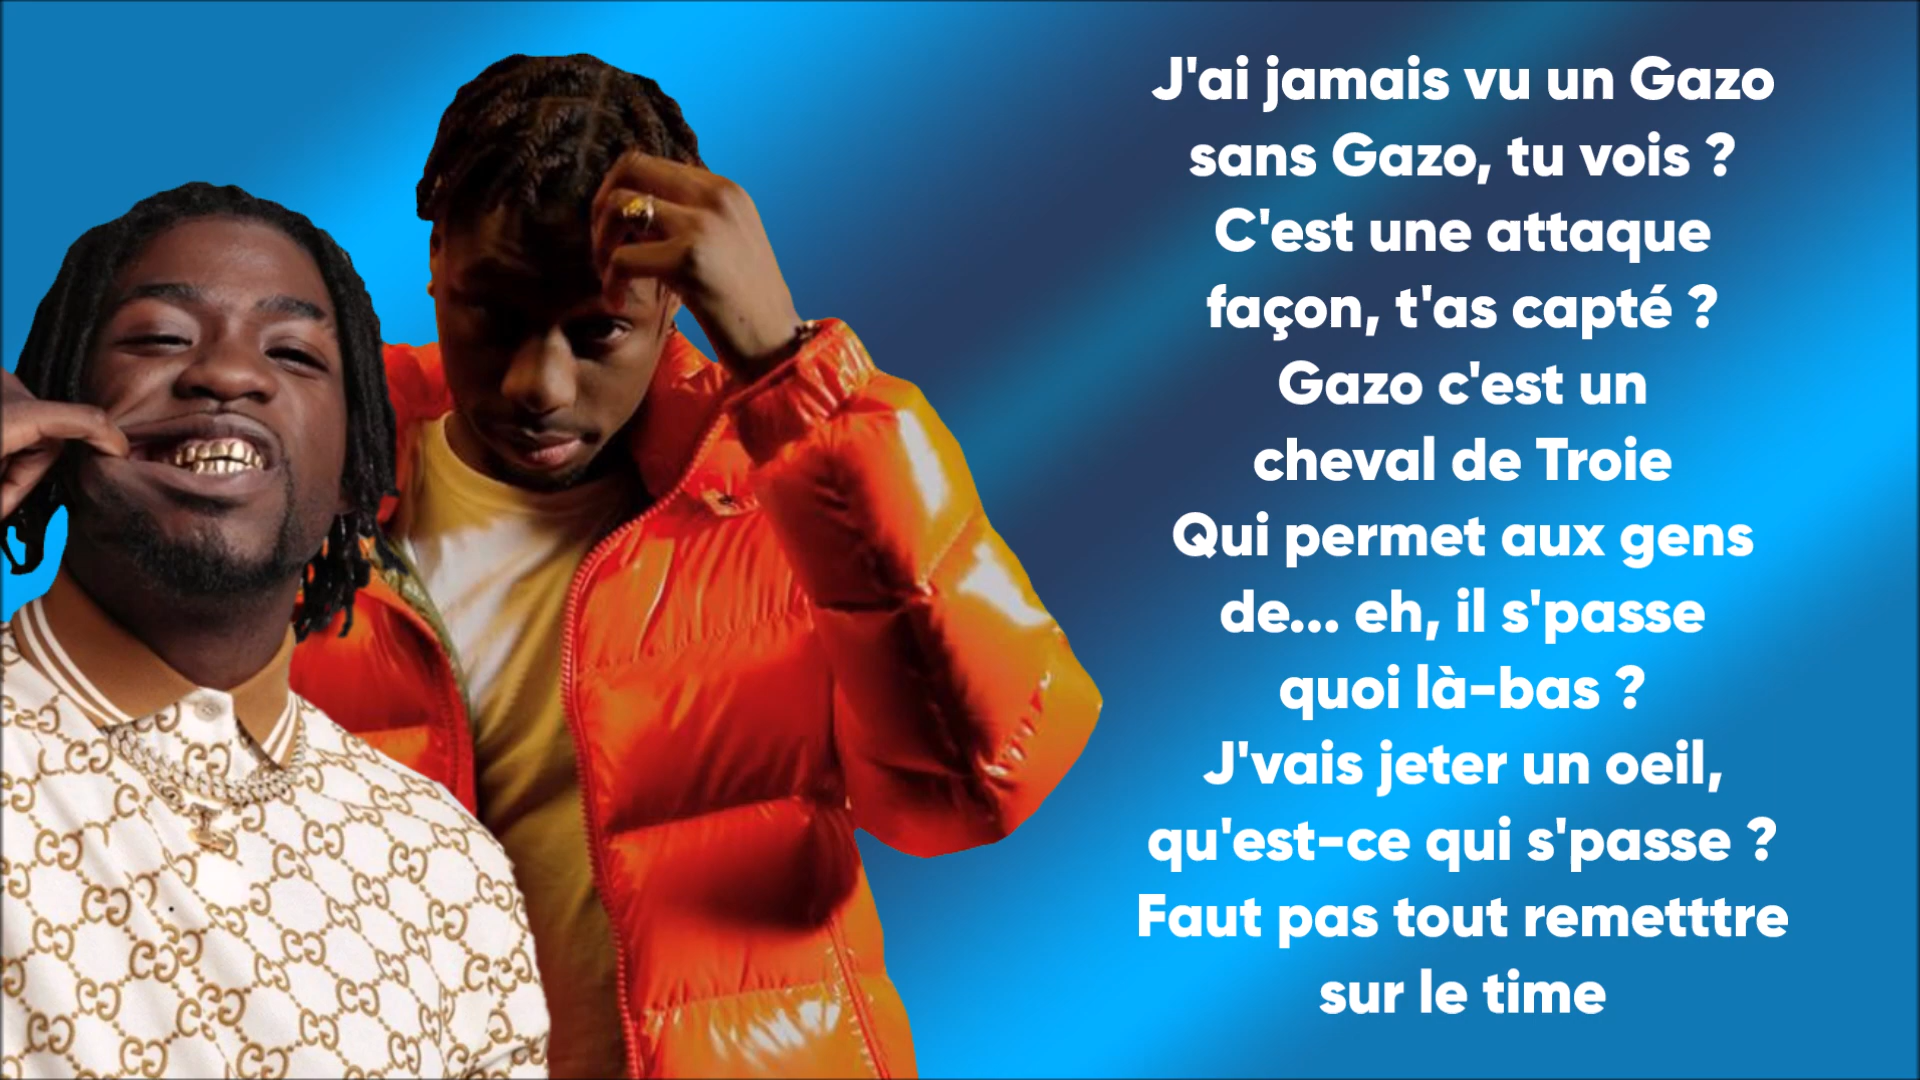 J'ai jamais vu un Gazo
sans Gazo, tu vois ?
C'est une attaque
façon, t'as capté ?
Gazo c'est un
cheval de Troie
Qui permet aux gens
de... eh, il s'passe
quoi là-bas ?
J'vais jeter un oeil,
qu'est-ce qui s'passe ?
Faut pas tout remetttre
sur le time